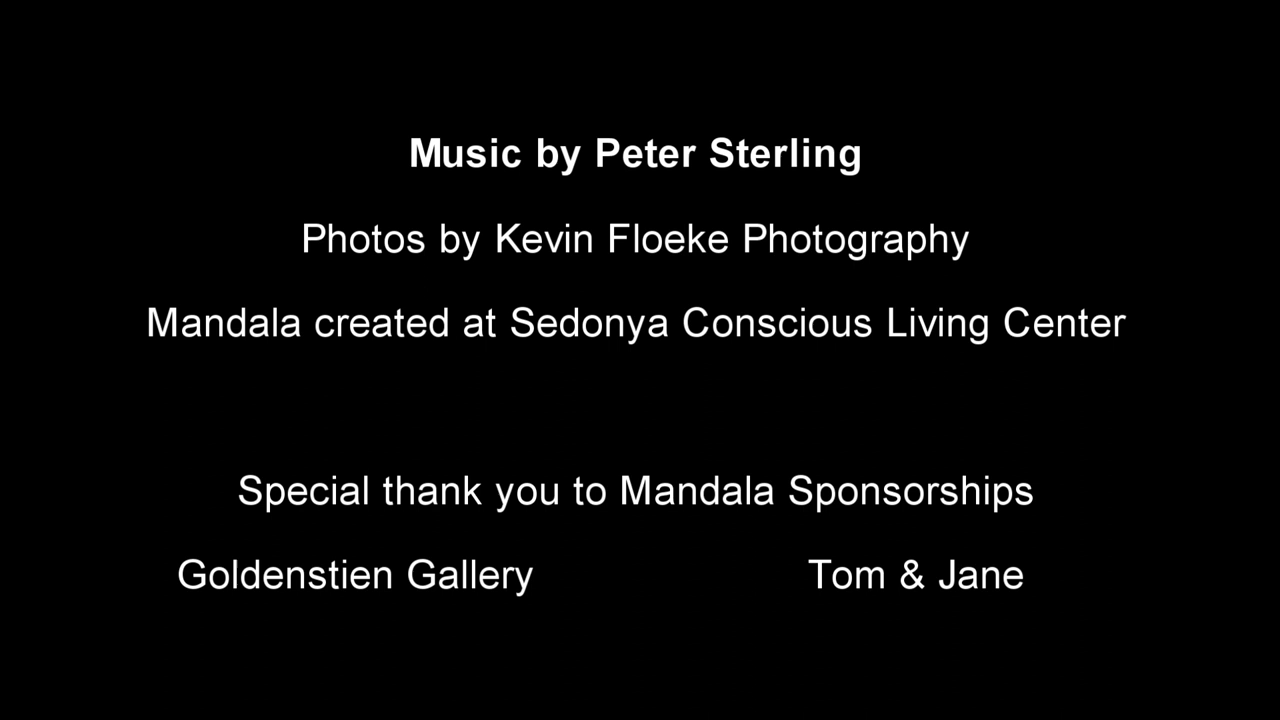 Music by Peter Sterling
Photos by Kevin Floeke Photography
Mandala created at Sedonya Conscious Living Center
Special thank you to Mandala Sponsorships
Goldenstien Gallery Tom & Jane